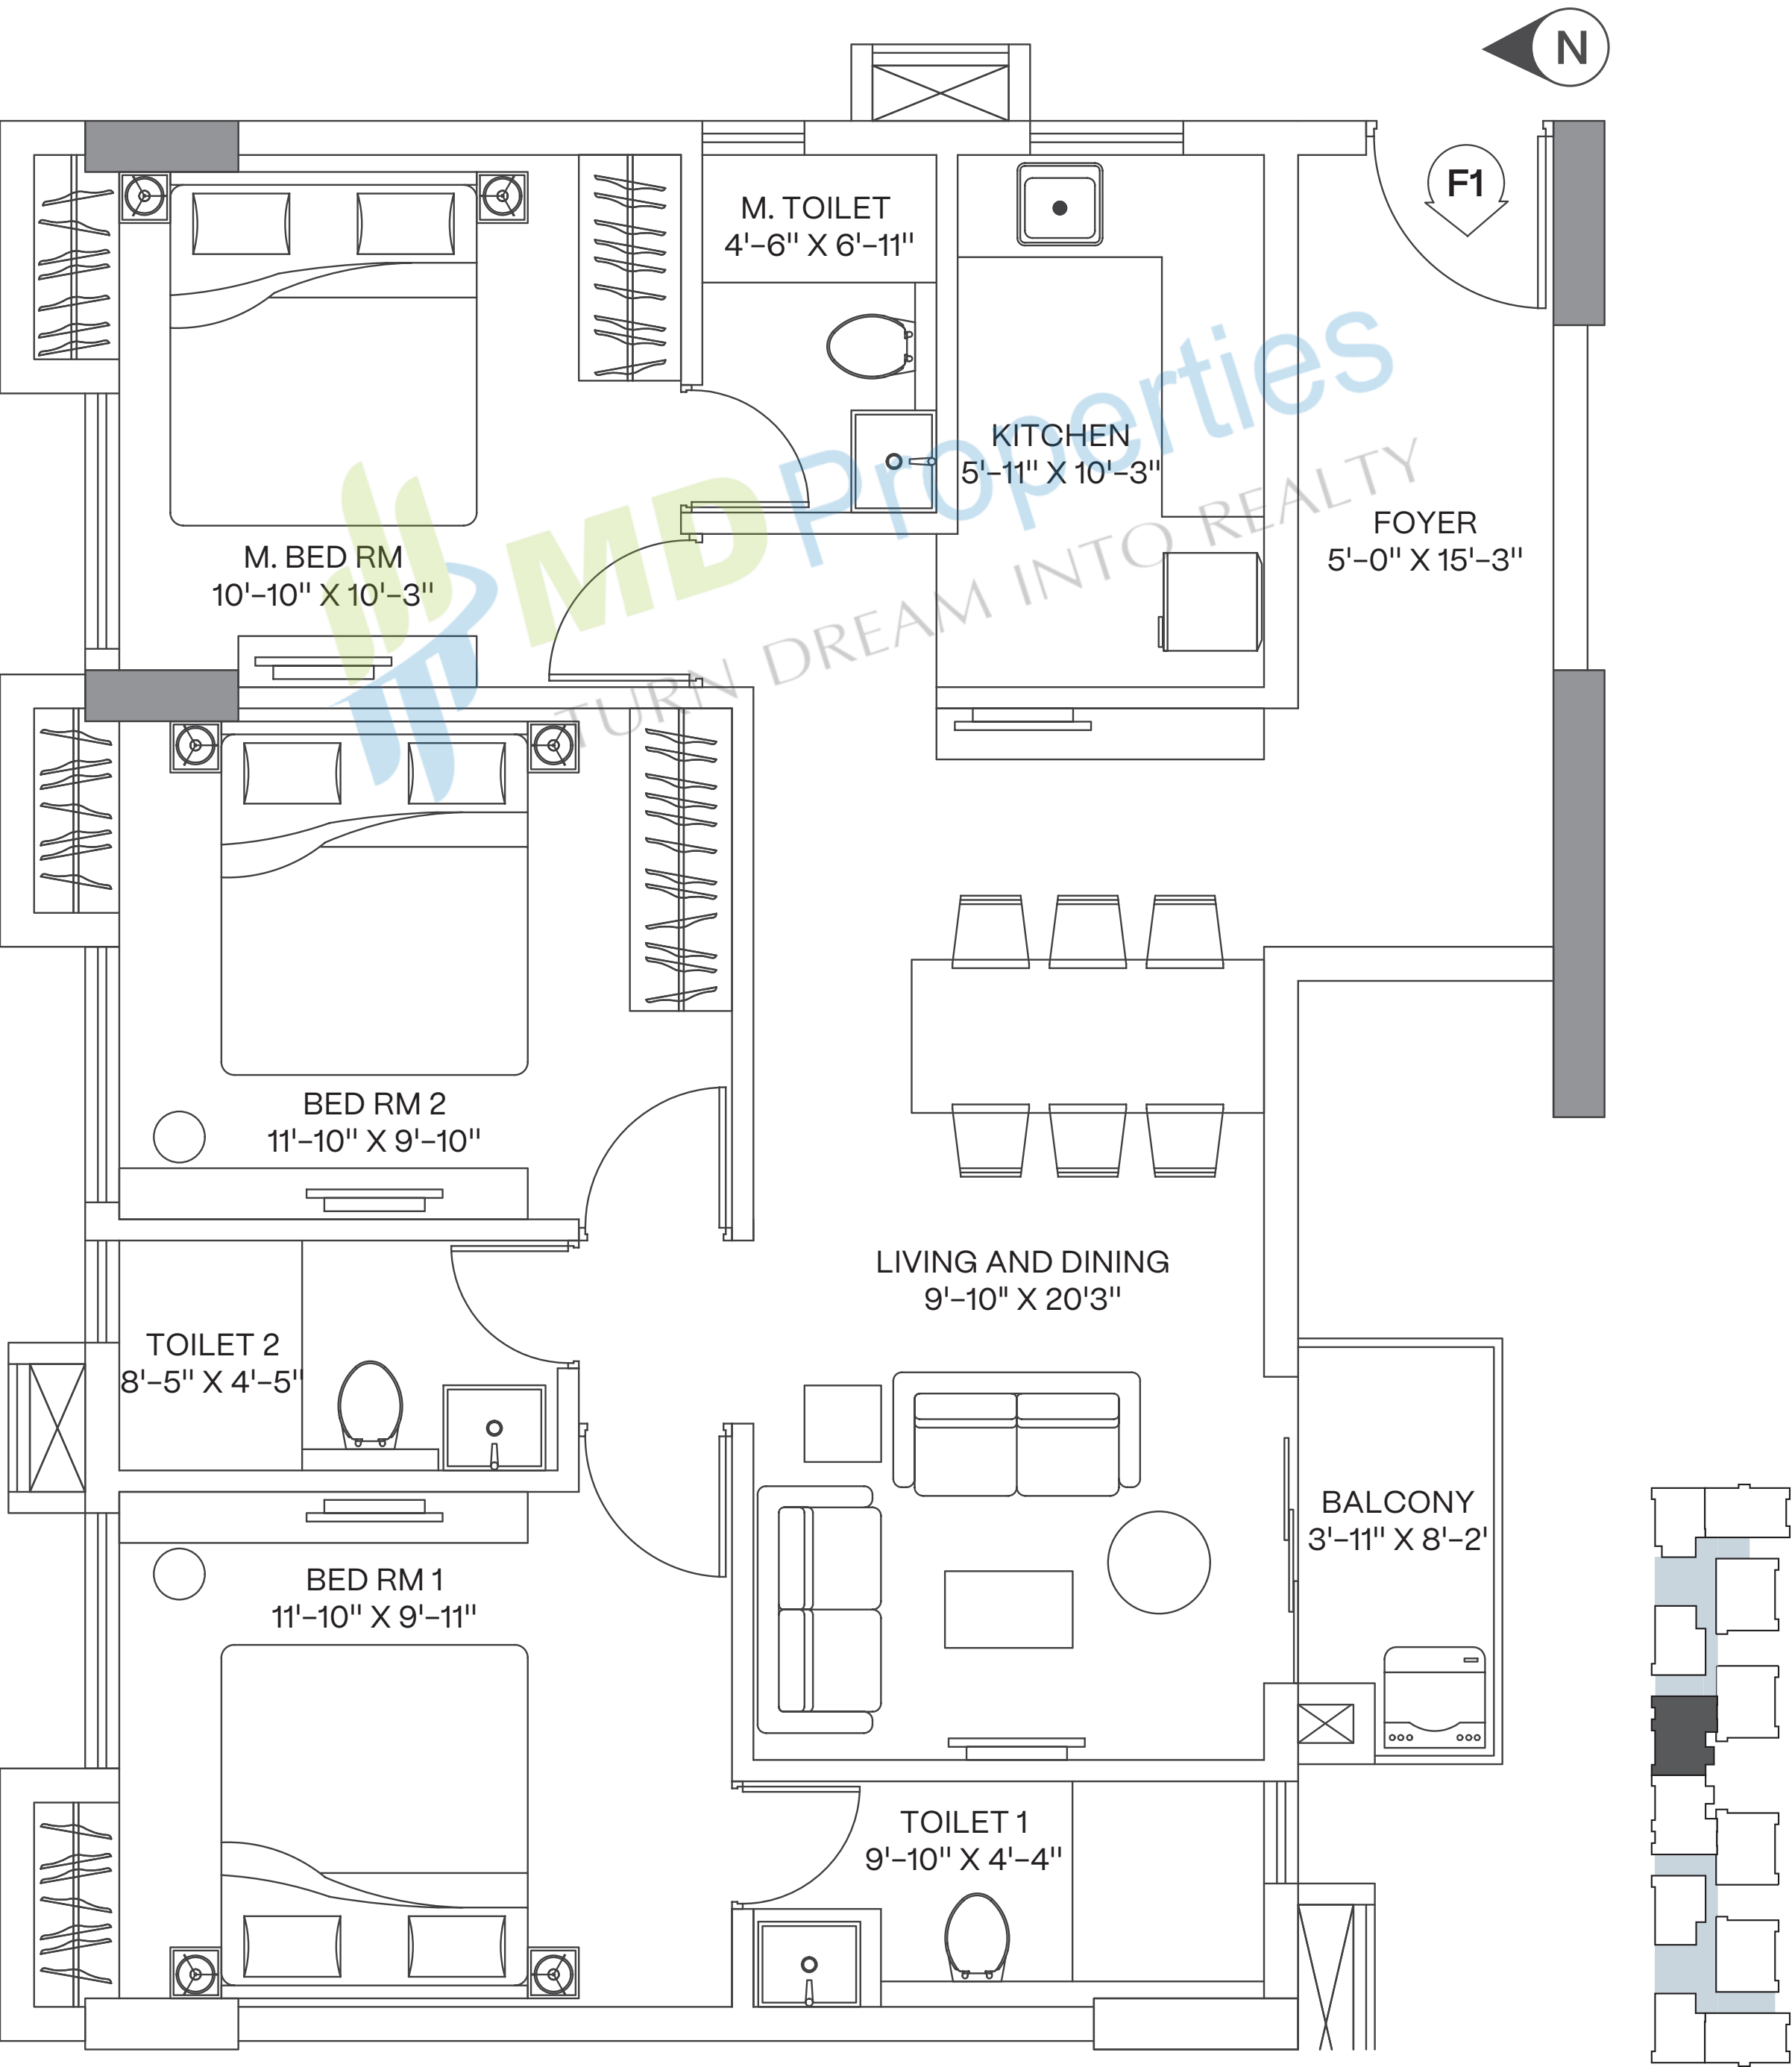 N
F1
M. TOILET
4'–6" X 6'–11"
KITCHEN
5'–11" X 10'–3"
FOYER
5'–0" X 15'–3"
M. BED RM
10'–10" X 10'–3"
MD Properties
TURN DREAM INTO REALTY
BED RM 2
11'–10" X 9'–10"
LIVING AND DINING
9'–10" X 20'3"
TOILET 2
8'–5" X 4'–5"
BALCONY
3'–11" X 8'–2'
BED RM 1
11'–10" X 9'–11"
TOILET 1
9'–10" X 4'–4"